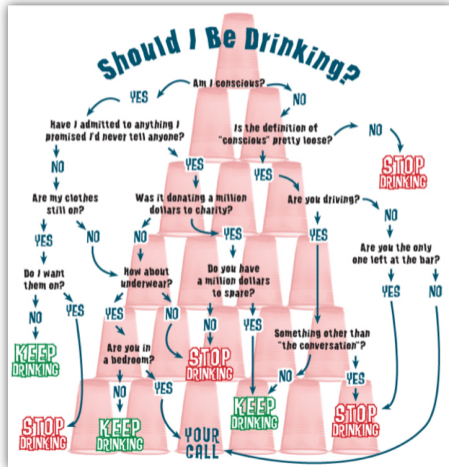 Should I Be Drinking?
Am I conscious?
YES
NO
Have I admitted to anything I
promised I'd never tell anyone?
Is the definition of
"conscious" pretty loose?
NO
STOP
DRINKING
NO
YES
YES
Are my clothes
still on?
Was it donating a million
dollars to charity?
Are you driving?
NO
YES
NO
NO
YES
YES
Are you the only
one left at the bar?
Do I want
them on?
How about
underwear?
Do you have
a million dollars
to spare?
YES
NO
NO
YES
YES
NO
NO
YES
Something other than
"the conversation"?
KEEP
DRINKING
Are you in
a bedroom?
STOP
DRINKING
NO
YES
NO
YES
STOP
DRINKING
KEEP
DRINKING
YOUR
CALL
KEEP
DRINKING
STOP
DRINKING